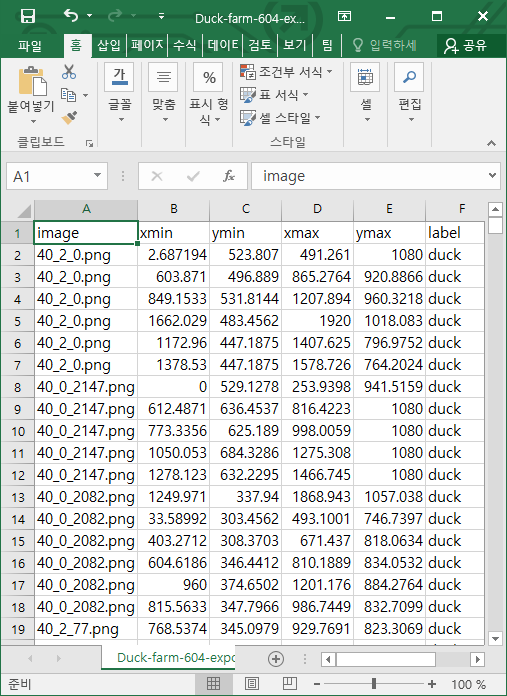 Duck-farm-604-ex...
파일 홈 삽입 페이지 수식 데이터 검토 보기 팀 입력하세 공유
붙여넣기 글꼴 맞춤 표시 형식 조건부 서식 표 서식 셀 스타일 셀 편집
클립보드 스타일
A1 fx image
A B C D E F
1 image xmin ymin xmax ymax label
2 40_2_0.png 2.687194 523.807 491.261 1080 duck
3 40_2_0.png 603.871 496.889 865.2764 920.8866 duck
4 40_2_0.png 849.1533 531.8144 1207.894 960.3218 duck
5 40_2_0.png 1662.029 483.4562 1920 1018.083 duck
6 40_2_0.png 1172.96 447.1875 1407.625 796.9752 duck
7 40_2_0.png 1378.53 447.1875 1578.726 764.2024 duck
8 40_0_2147.png 0 529.1278 253.9398 941.5159 duck
9 40_0_2147.png 612.4871 636.4537 816.4223 1080 duck
10 40_0_2147.png 773.3356 625.189 998.0059 1080 duck
11 40_0_2147.png 1050.053 684.3286 1275.308 1080 duck
12 40_0_2147.png 1278.123 632.2295 1466.745 1080 duck
13 40_0_2082.png 1249.971 337.94 1868.943 1057.038 duck
14 40_0_2082.png 33.58992 303.4562 493.1001 746.7397 duck
15 40_0_2082.png 403.2712 308.3703 671.437 818.0634 duck
16 40_0_2082.png 604.6186 346.4412 810.1889 834.0532 duck
17 40_0_2082.png 960 374.6502 1201.176 884.2764 duck
18 40_0_2082.png 815.5633 347.7966 986.7449 832.7099 duck
19 40_2_77.png 768.5374 345.0979 929.7691 823.3069 duck
Duck-farm-604-expo
준비 100 %